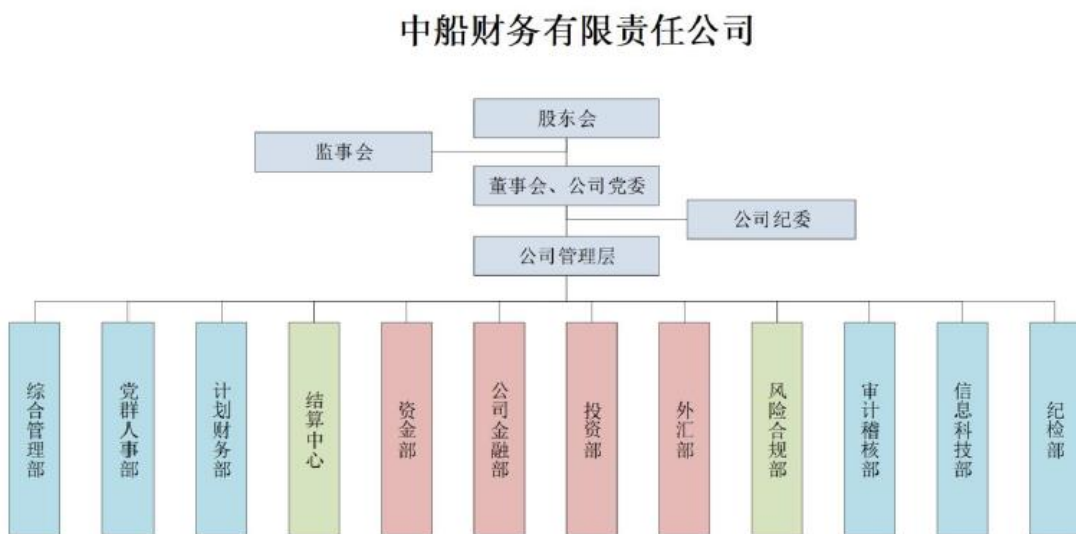 中船财务有限责任公司
股东会
监事会
董事会、公司党委
公司纪委
公司管理层
综合管理部
党群人事部
计划财务部
结算中心
资金部
公司金融部
投资部
外汇部
风险合规部
审计稽核部
信息科技部
纪检部